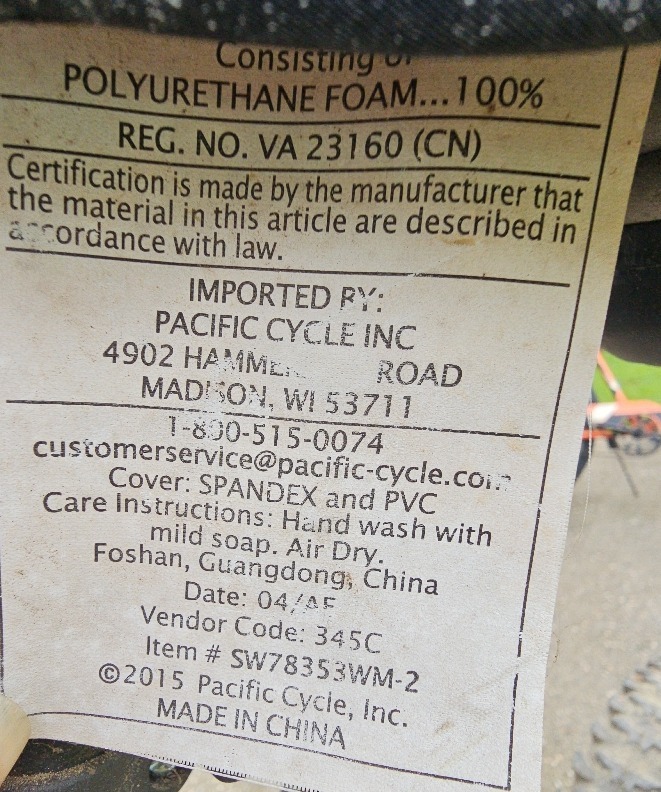 Consisting of
POLYURETHANE FOAM...100%
REG. NO. VA 23160 (CN)
Certification is made by the manufacturer that
the material in this article are described in
accordance with law.
IMPORTED BY:
PACIFIC CYCLE INC
4902 ROAD
MADISON, WI 53711
1-800-515-0074
customerservice@pacific-cycle.com
Cover: SPANDEX and PVC
Care Instructions: Hand wash with
mild soap. Air Dry.
Foshan, Guangdong, China
Date:
Vendor Code: 345C
Item # SW78353WM-2
©2015 Pacific Cycle, Inc.
MADE IN CHINA